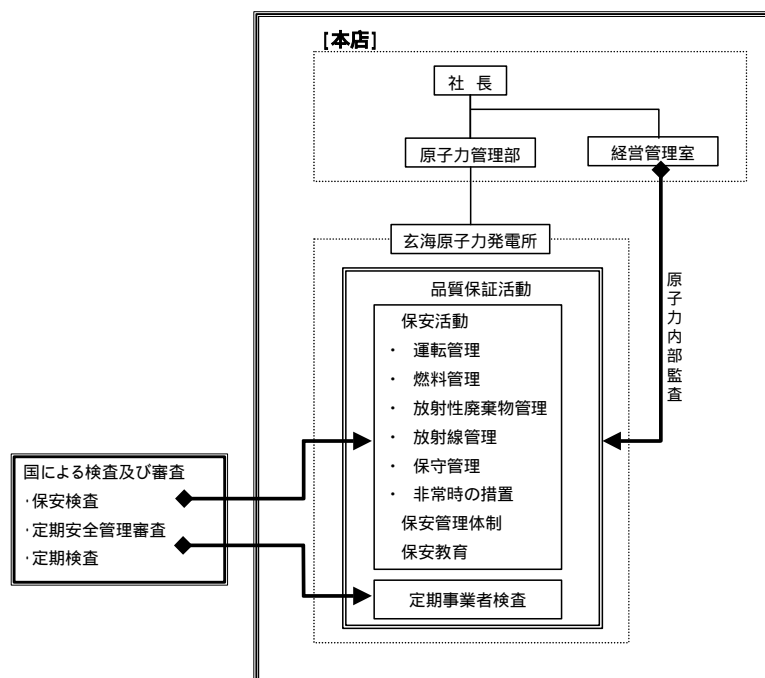 [本店]
社 長
原子力管理部
経営管理室
玄海原子力発電所
原子力内部監査
品質保証活動
保安活動
・ 運転管理
・ 燃料管理
・ 放射性廃棄物管理
・ 放射線管理
・ 保守管理
・ 非常時の措置
保安管理体制
保安教育
定期事業者検査
国による検査及び審査
・保安検査
・定期安全管理審査
・定期検査